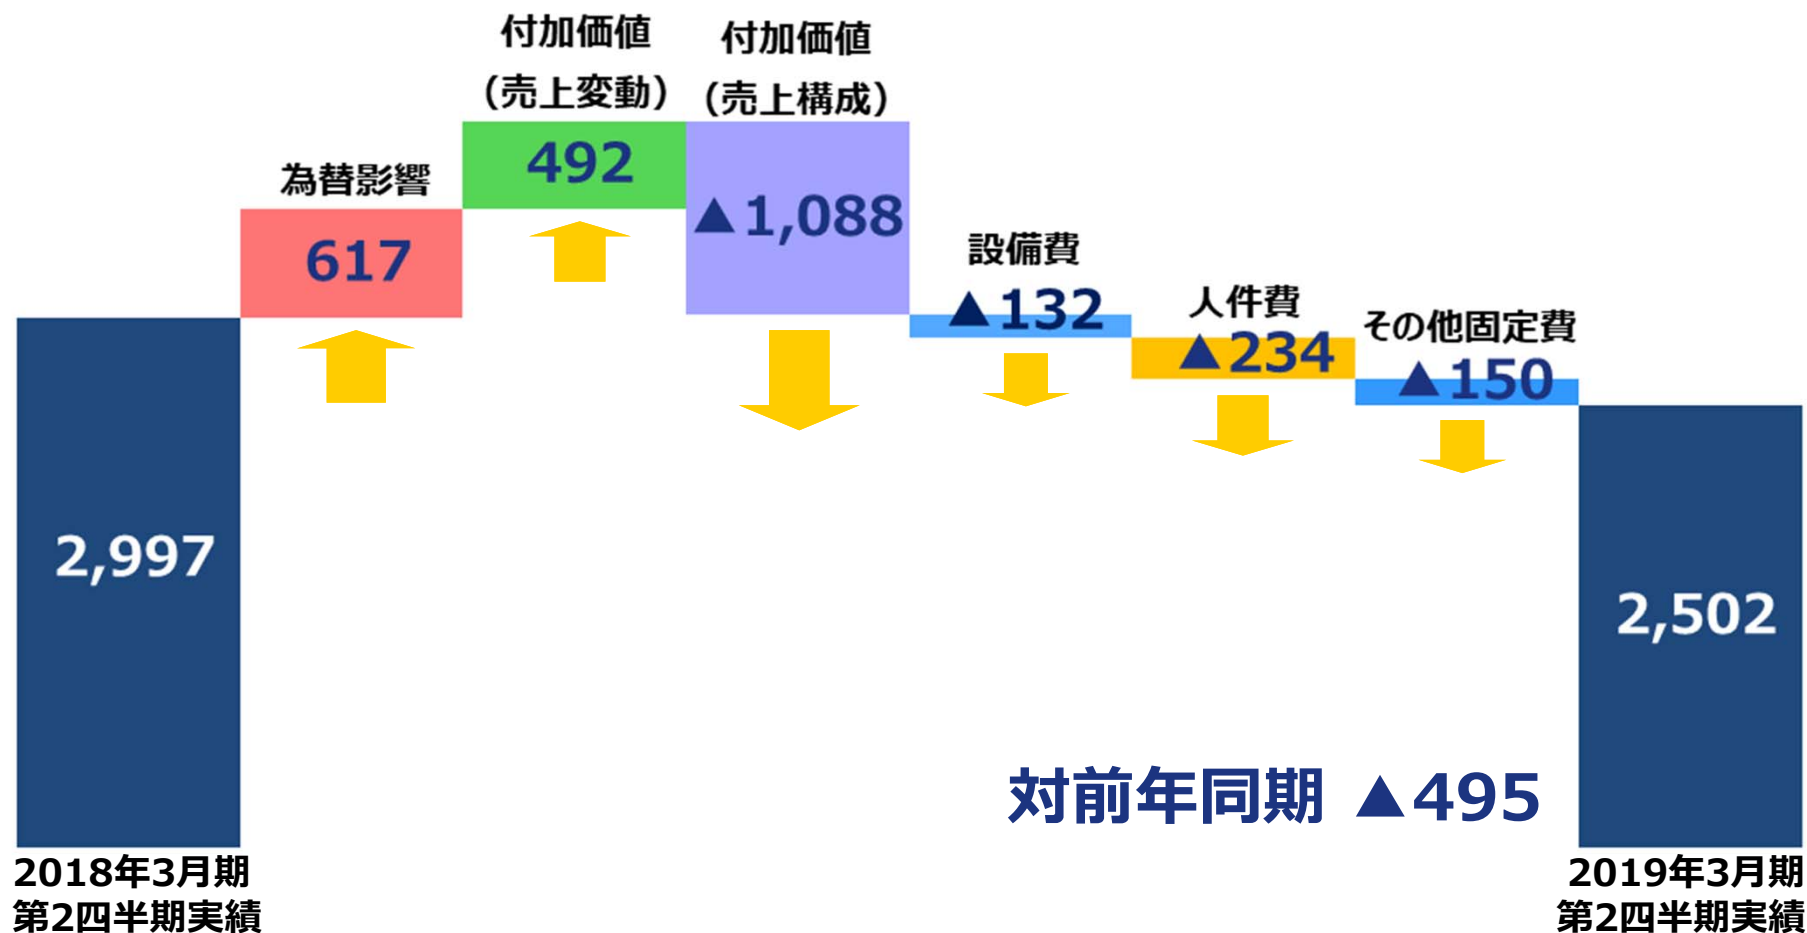 付加価値
(売上変動)
付加価値
(売上構成)
為替影響
617
492
▲1,088
設備費
▲132
人件費
▲234
その他固定費
▲150
2,997
2,502
対前年同期 ▲495
2018年3月期
第2四半期実績
2019年3月期
第2四半期実績